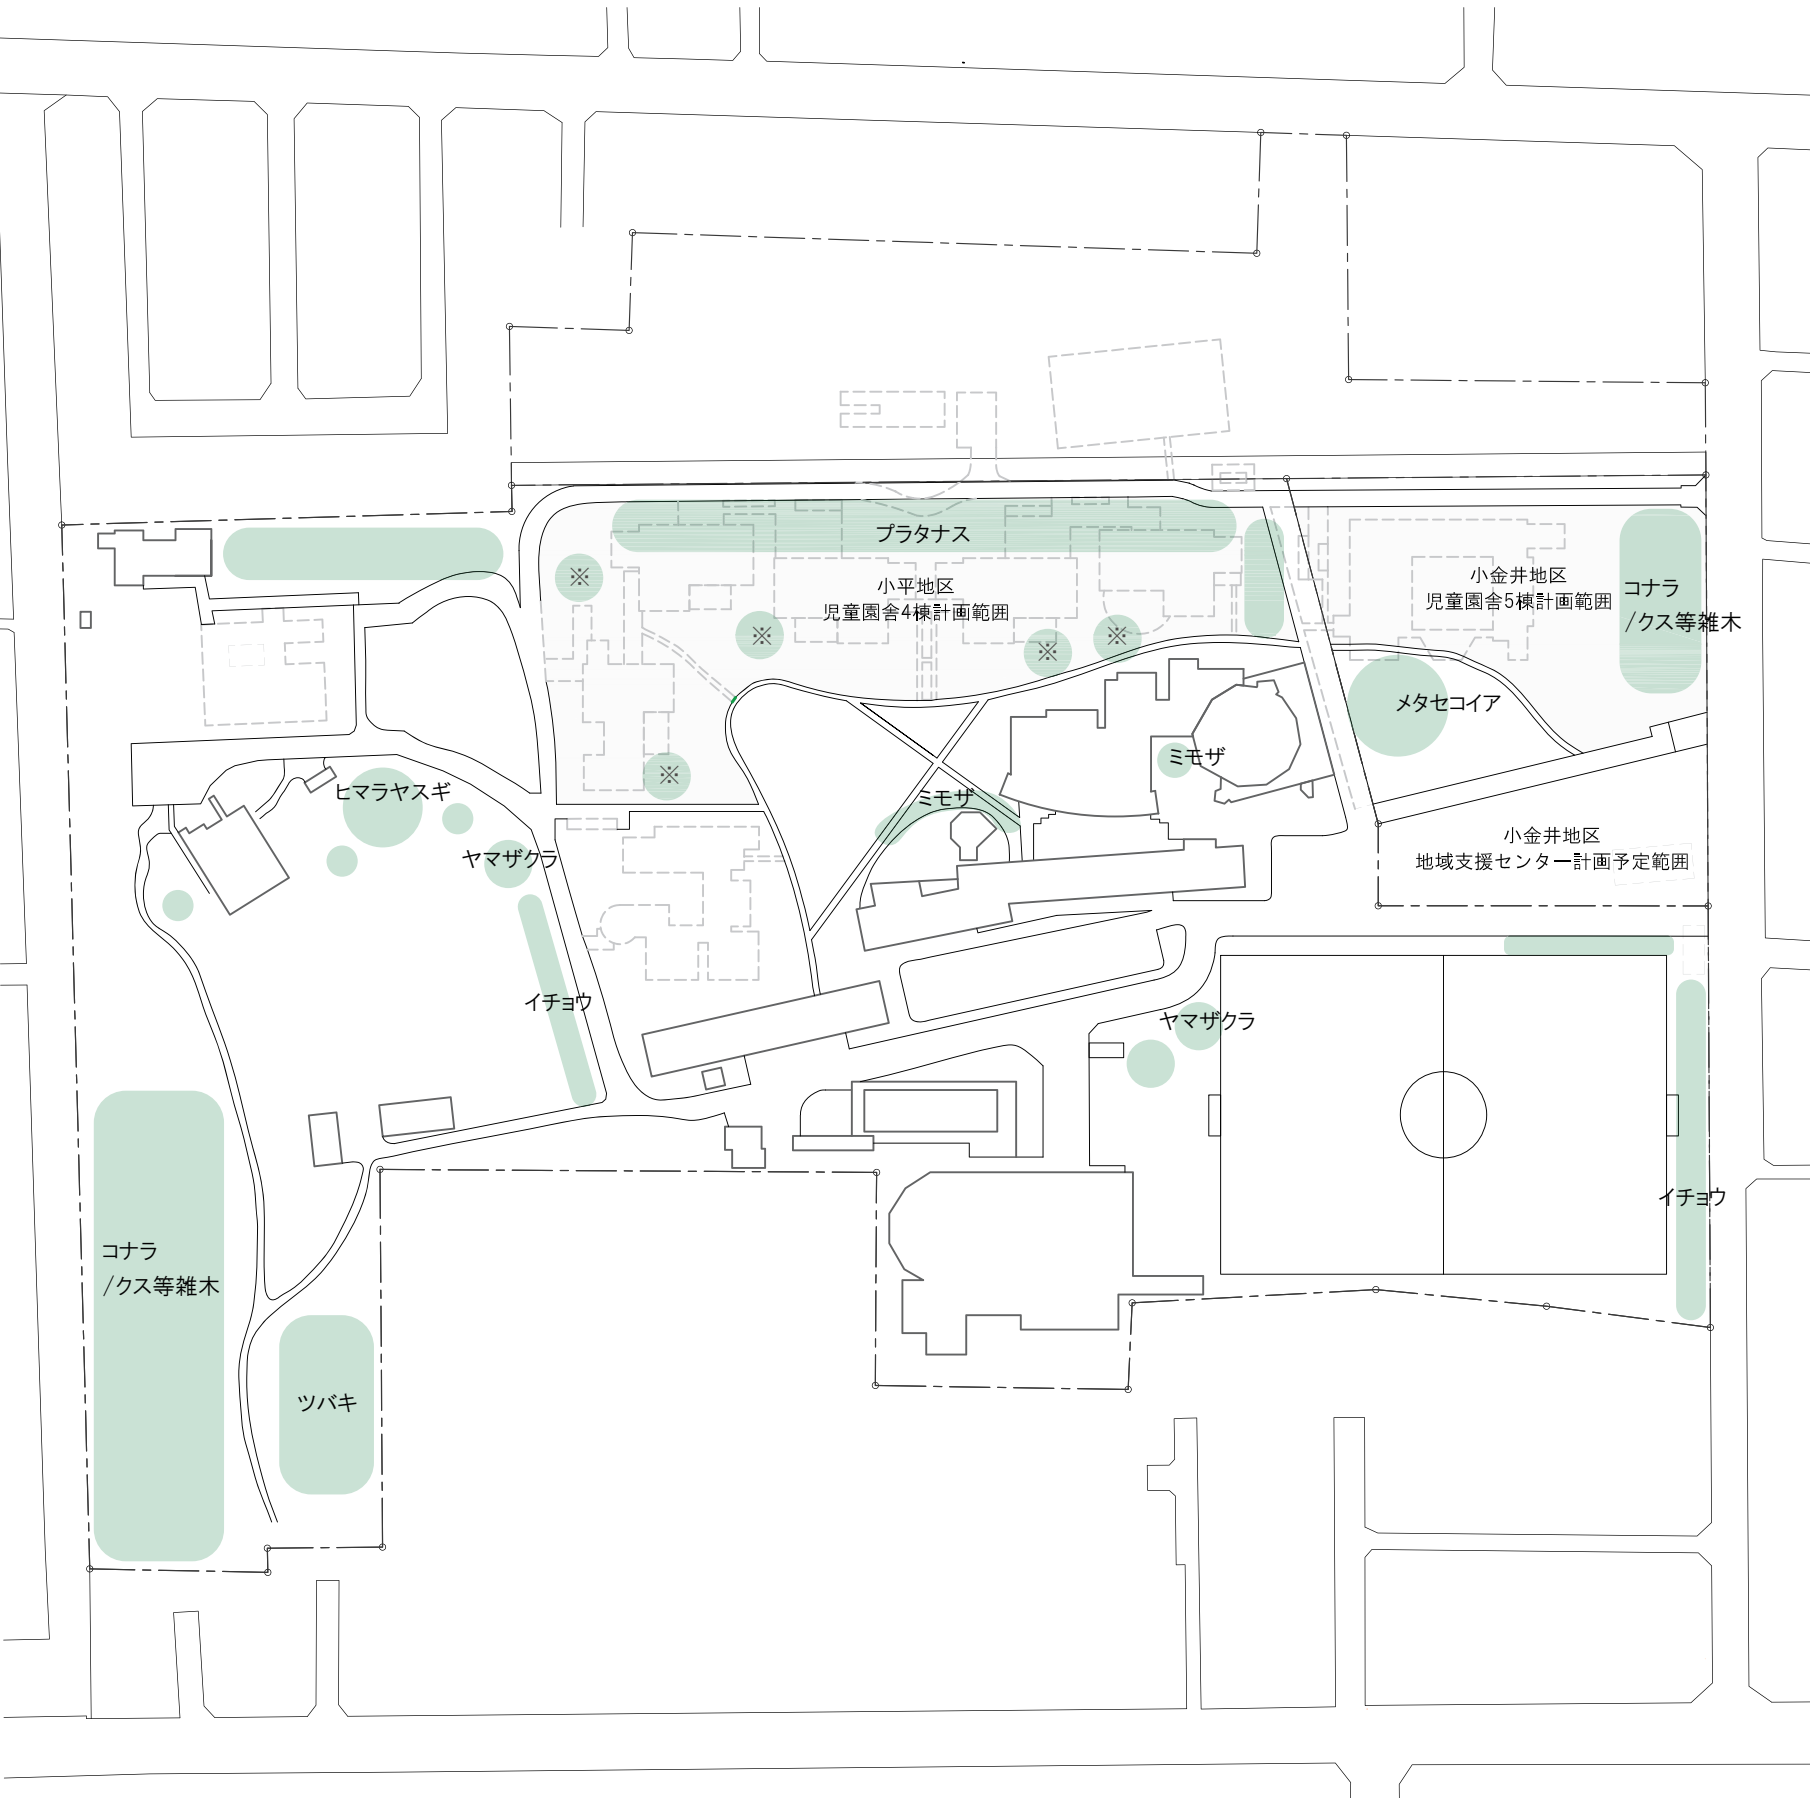 プラタナス
※
小平地区
児童園舎4棟計画範囲
小金井地区
児童園舎5棟計画範囲
コナラ
/クス等雑木
※
※
※
メタセコイア
ミモザ
※
ヒマラヤスギ
ミモザ
ヤマザクラ
小金井地区
地域支援センター計画予定範囲
イチョウ
ヤマザクラ
イチョウ
コナラ
/クス等雑木
ツバキ